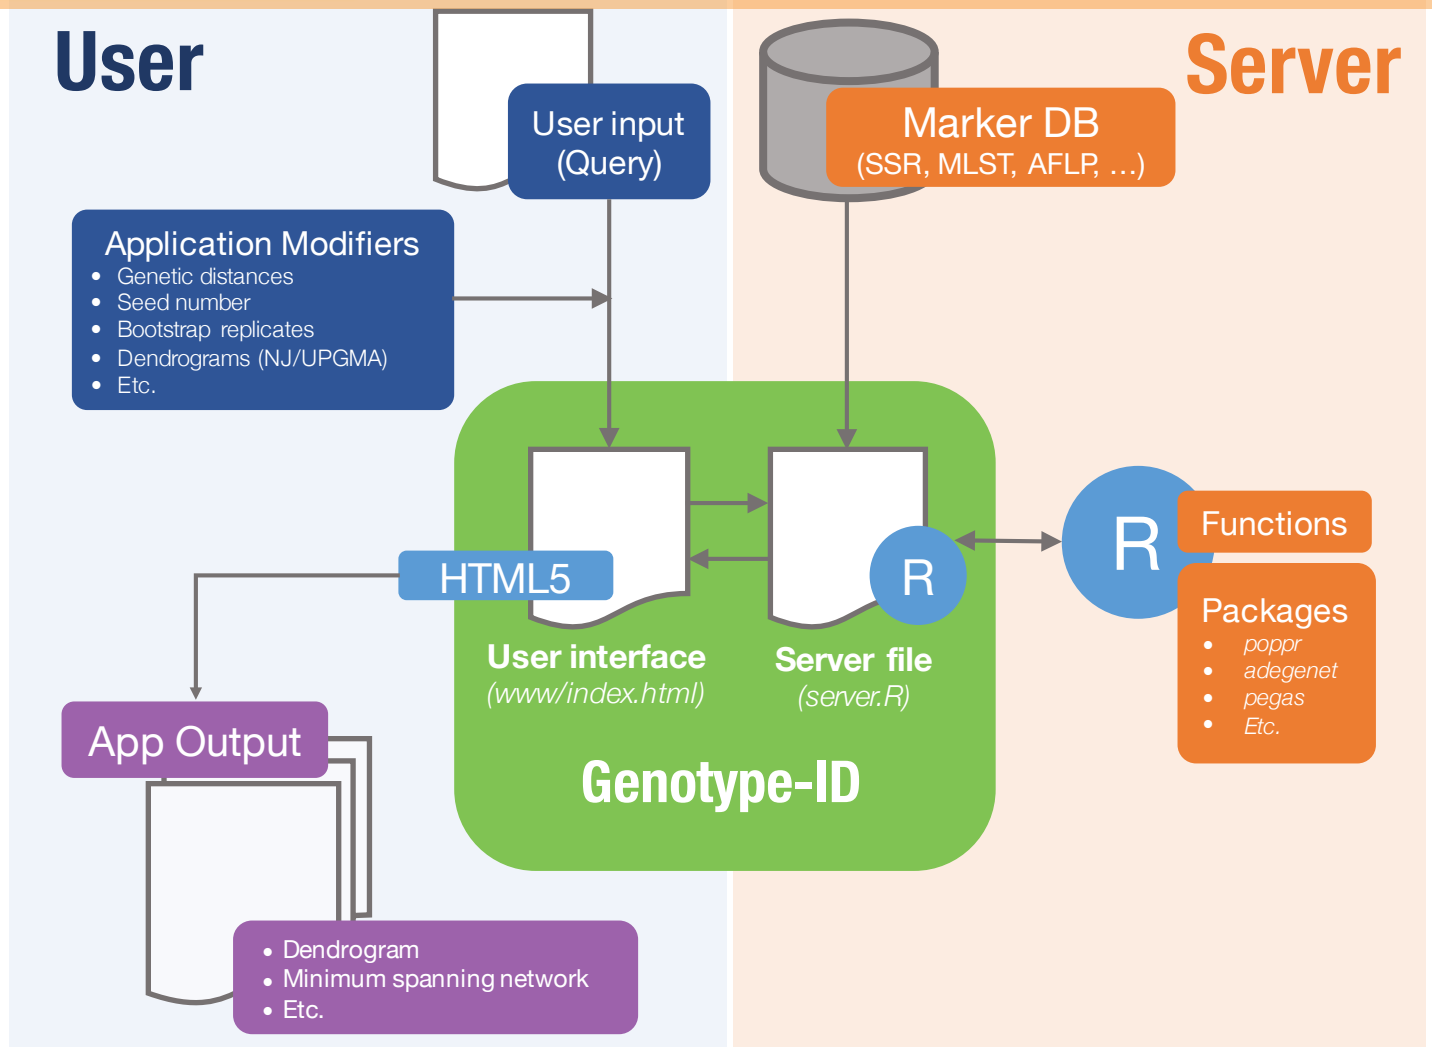 User
Server
User input
(Query)
Marker DB
(SSR, MLST, AFLP, ...)
Application Modifiers
• Genetic distances
• Seed number
• Bootstrap replicates
• Dendrograms (NJ/UPGMA)
• Etc.
HTML5
R
R
Functions
Packages
• poppr
• adegenet
• pegas
• Etc.
User interface
(www/index.html)
Server file
(server.R)
Genotype-ID
App Output
• Dendrogram
• Minimum spanning network
• Etc.